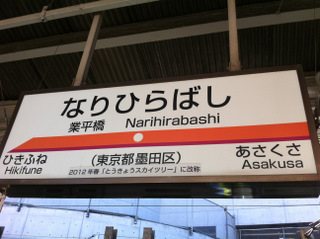 なりひらばし
業平橋 Narihirabashi
ひきふね
Hikifune
(東京都墨田区)
2012年春「とうきょうスカイツリー」に改称
あさくさ
Asakusa